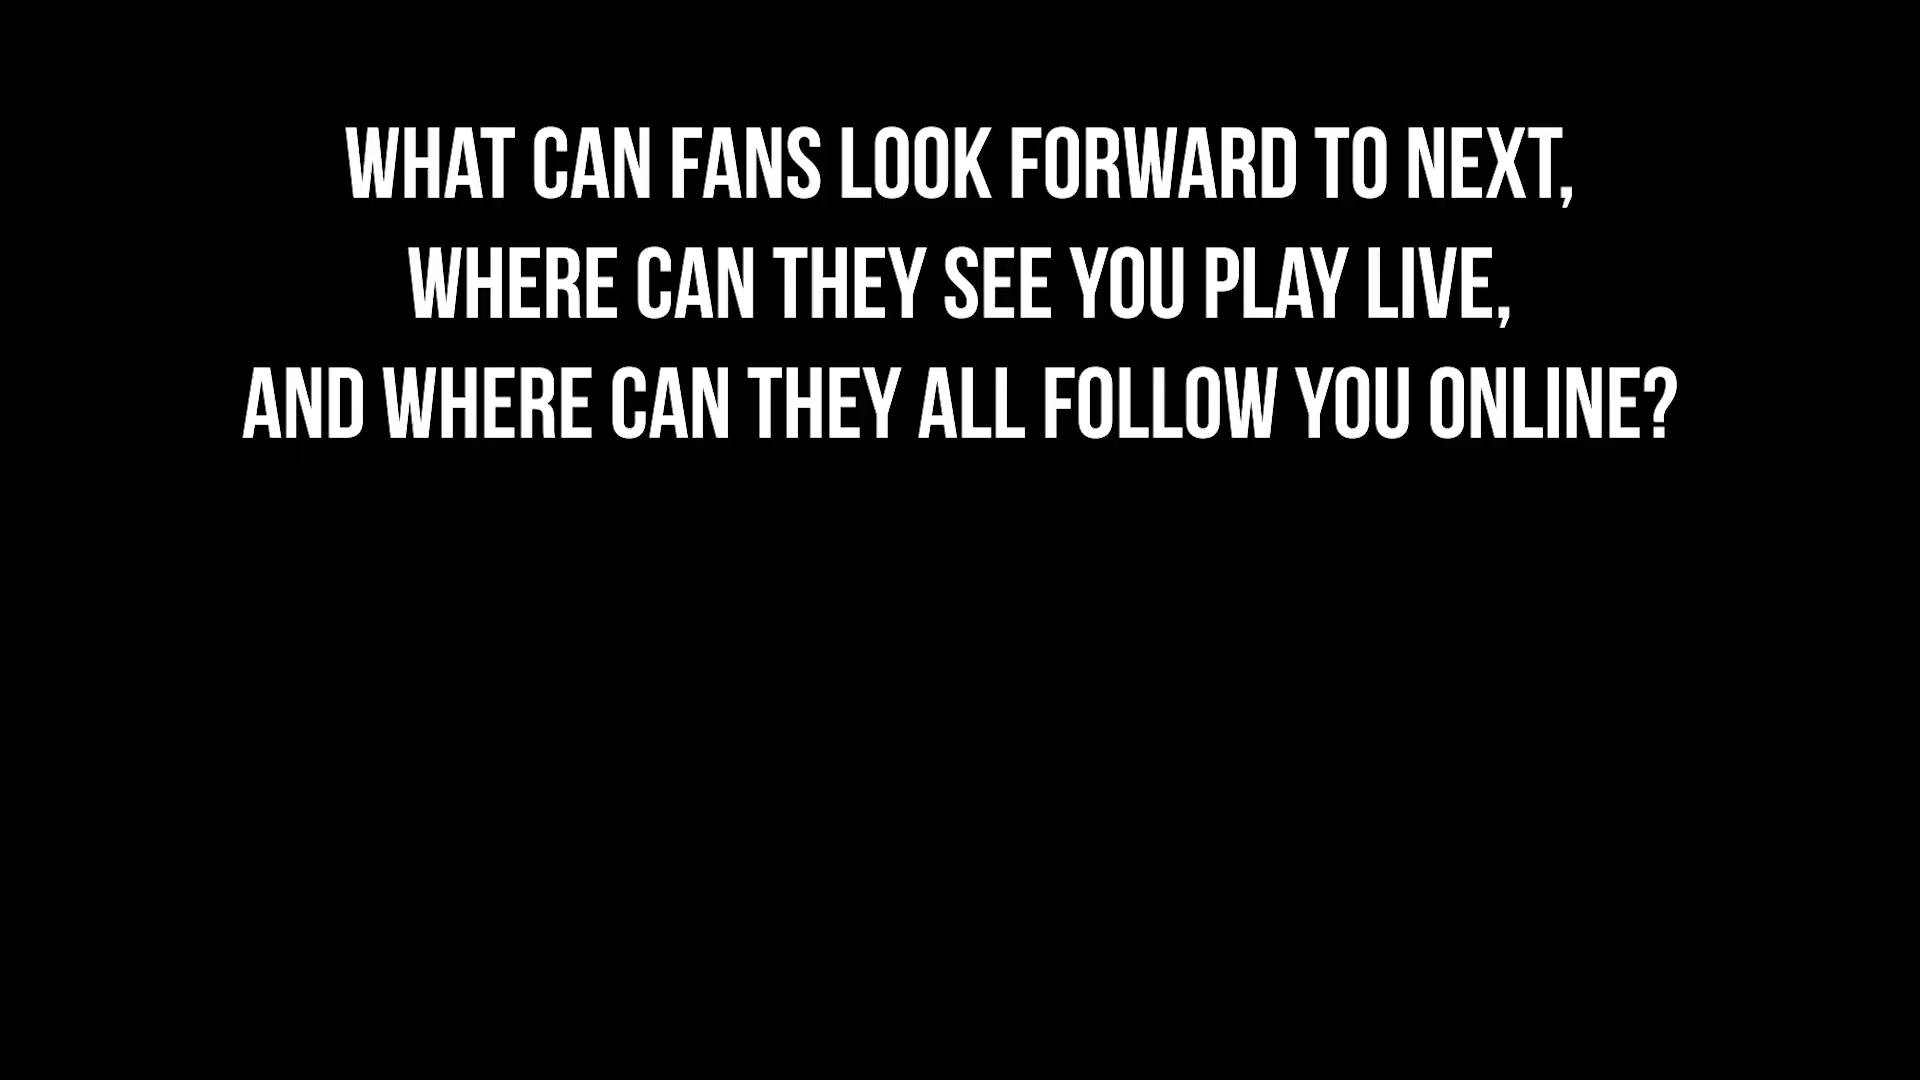 WHAT CAN FANS LOOK FORWARD TO NEXT,
WHERE CAN THEY SEE YOU PLAY LIVE,
AND WHERE CAN THEY ALL FOLLOW YOU ONLINE?